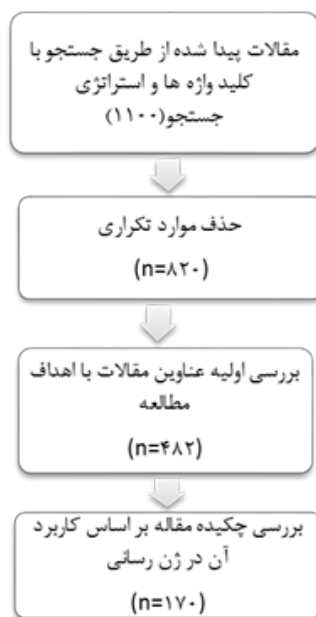 مقالات پیدا شده از طریق جستجو با
کلید واژه ها و استراتژی
جستجو(۱۱۰۰)
حذف موارد تکراری
(n=۸۲۰)
بررسی اولیه عناوین مقالات با اهداف
مطالعه
(n=۴۸۲)
بررسی چکیده مقاله بر اساس کاربرد
آن در ژن رسانی
(n=۱۷۰)